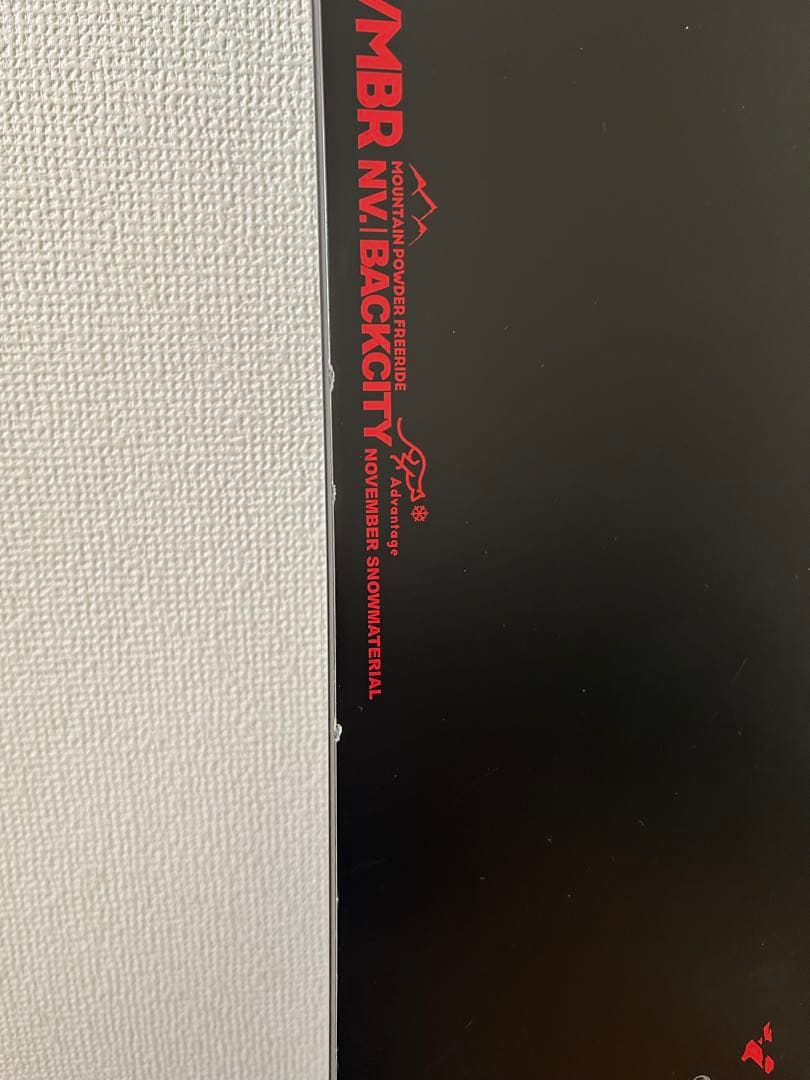 /MBR NV.|BACKCITY NOVEMBER SNOWMATERIAL
MOUNTAIN POWDER FREERIDE
Advantage